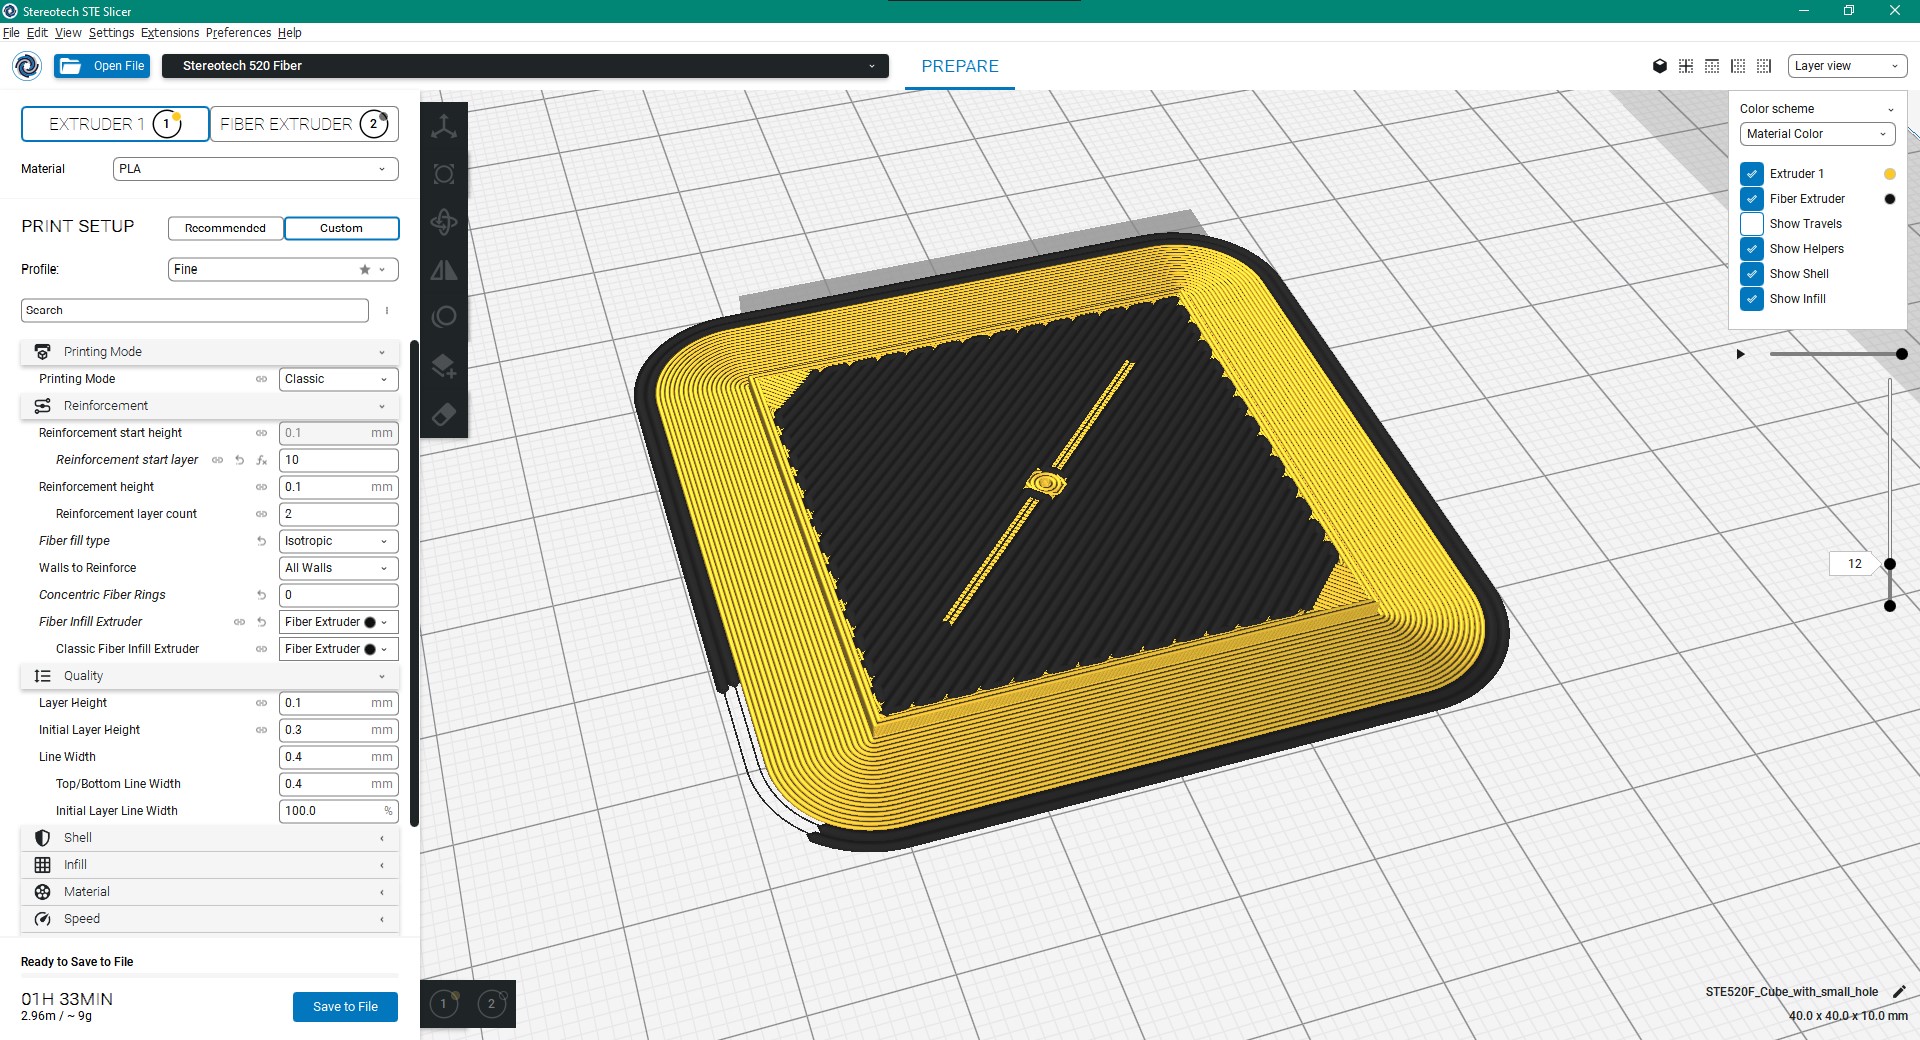 Stereotech STE Slicer
File Edit View Settings Extensions Preferences Help
Open File
Stereotech 520 Fiber
PREPARE
Layer view
EXTRUDER 1 1
FIBER EXTRUDER 2
Material PLA
PRINT SETUP Recommended Custom
Profile: Fine
Search
Printing Mode
Printing Mode Classic
Reinforcement
Reinforcement start height 0.1 mm
Reinforcement start layer fx 10
Reinforcement height 0.1 mm
Reinforcement layer count 2
Fiber fill type Isotropic
Walls to Reinforce All Walls
Concentric Fiber Rings 0
Fiber Infill Extruder Fiber Extruder
Classic Fiber Infill Extruder Fiber Extruder
Quality
Layer Height 0.1 mm
Initial Layer Height 0.3 mm
Line Width 0.4 mm
Top/Bottom Line Width 0.4 mm
Initial Layer Line Width 100.0 %
Shell
Infill
Material
Speed
Ready to Save to File
01H 33MIN
2.96m / ~ 9g
Save to File
1 2
Color scheme
Material Color
Extruder 1
Fiber Extruder
Show Travels
Show Helpers
Show Shell
Show Infill
12
STE520F_Cube_with_small_hole
40.0 x 40.0 x 10.0 mm